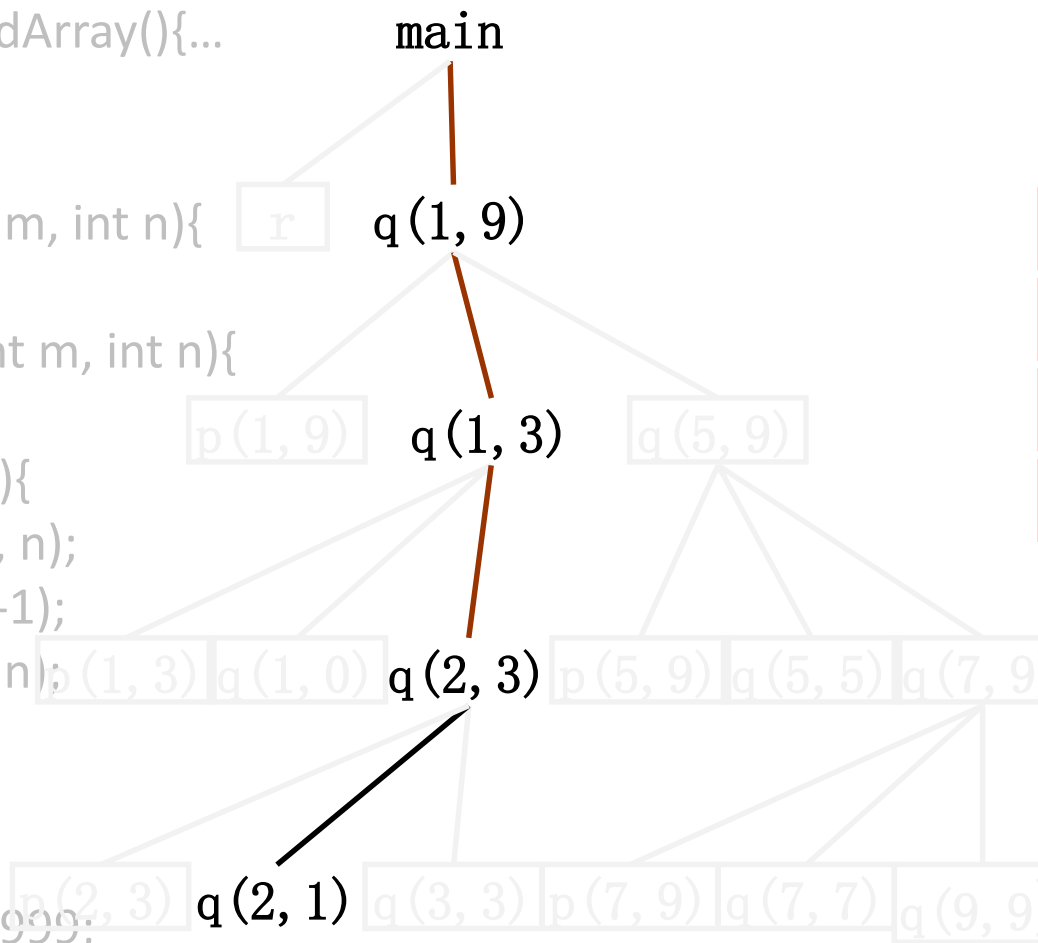 dArray(){…
main
m, int n){ r q(1,9)
nt m, int n){
p(1,9) q(1,3) q(5,9)
){
, n);
-1);
n); p(1,3) q(1,0) q(2,3) p(5,9) q(5,5) q(7,9
p(2,3) q(2,1) q(3,3) p(7,9) q(7,7) q(9,9
999;